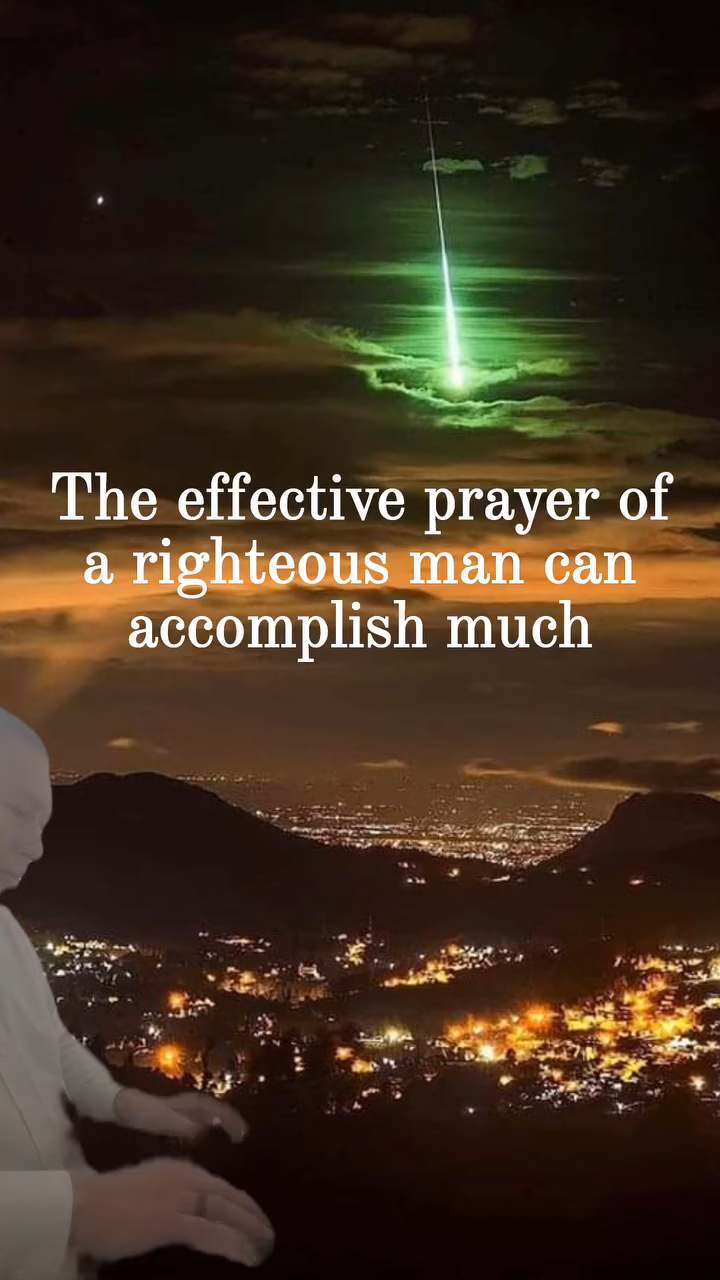 The effective prayer of
a righteous man can
accomplish much